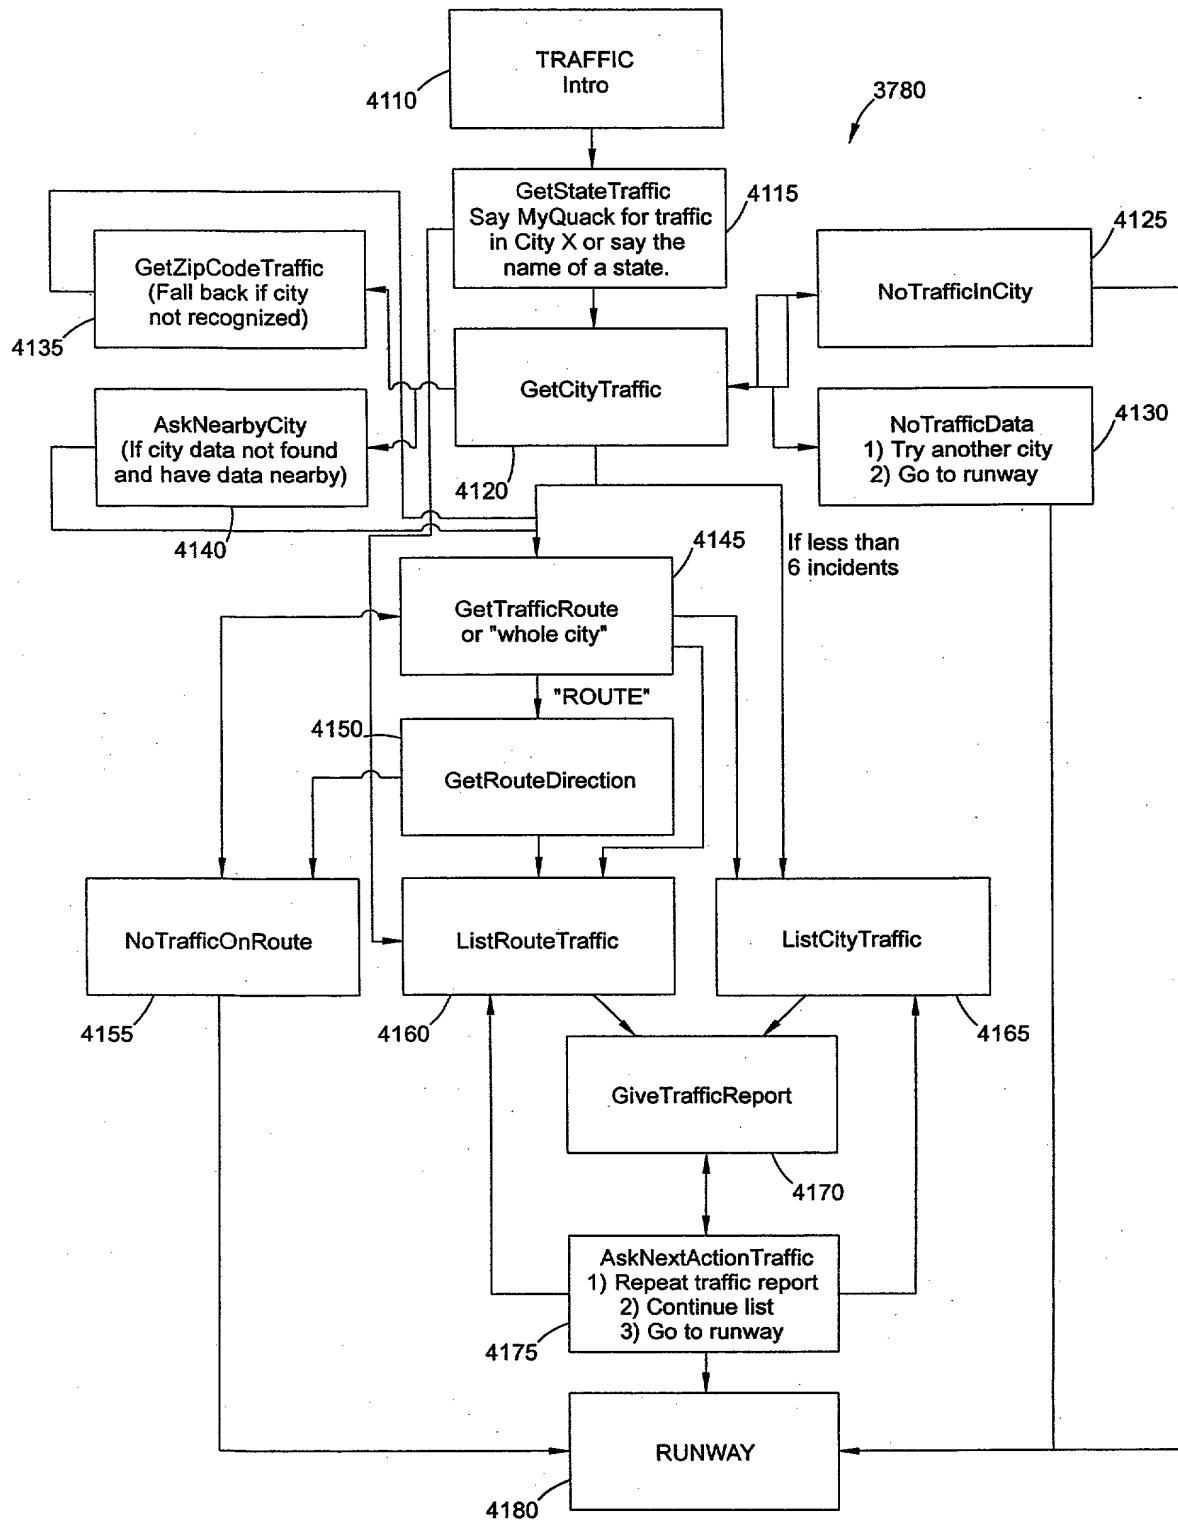 TRAFFIC
Intro
4110
3780
GetStateTraffic
Say MyQuack for traffic
in City X or say the
name of a state.
4115
4125
GetZipCodeTraffic
(Fall back if city
not recognized)
4135
NoTrafficInCity
GetCityTraffic
4120
AskNearbyCity
(If city data not found
and have data nearby)
4140
NoTrafficData
1) Try another city
2) Go to runway
4130
If less than
6 incidents
4145
GetTrafficRoute
or "whole city"
"ROUTE"
4150
GetRouteDirection
NoTrafficOnRoute
4155
ListRouteTraffic
4160
ListCityTraffic
4165
GiveTrafficReport
4170
AskNextActionTraffic
1) Repeat traffic report
2) Continue list
3) Go to runway
4175
RUNWAY
4180